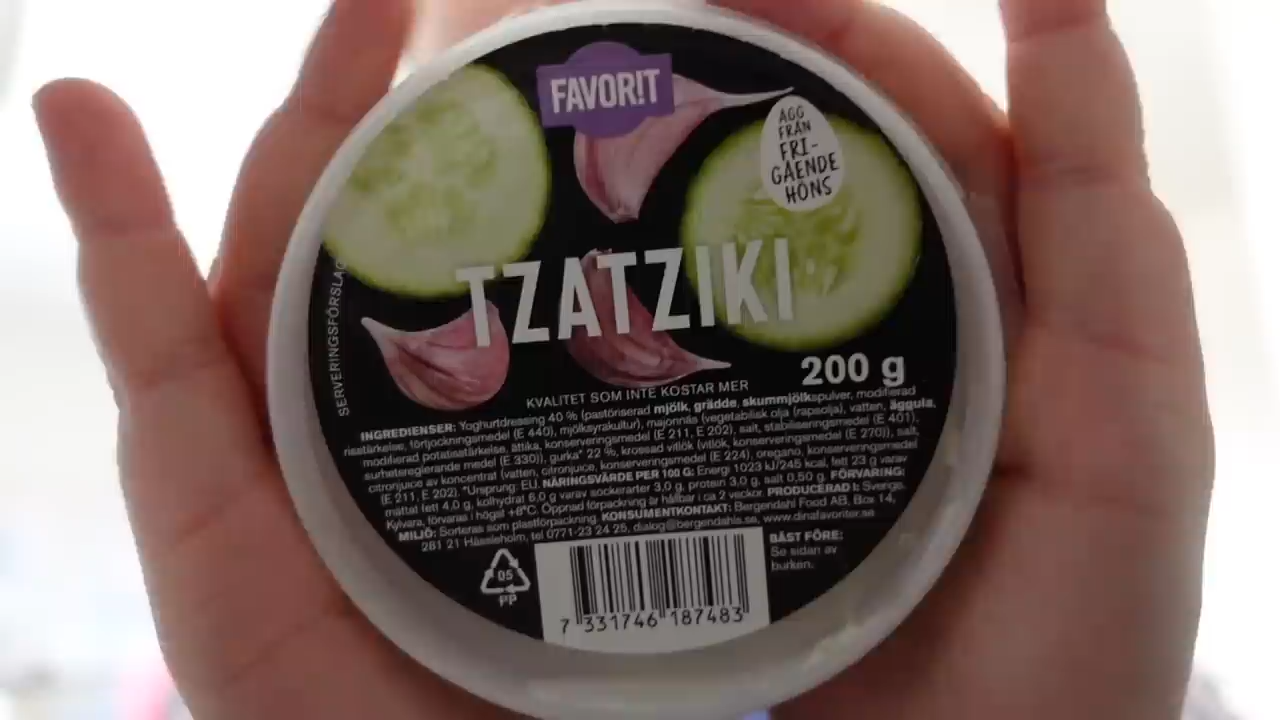 FAVOR!T
ÄGG
FRÅN
FRI-
GÅENDE
HÖNS
TZATZIKI
200 g
SERVERINGSFÖRSLAG
KVALITET SOM INTE KOSTAR MER
INGREDIENSER: Yoghurtdressing 40 % (pastöriserad mjölk, grädde, skummjölkspulver, modifierad
risstärkelse, förtjockningsmedel (E 440), mjölksyrakultur), majonnäs (vegetabilisk olja (rapsolja), vatten, äggula,
modifierad potatisstärkelse, ättika, konserveringsmedel (E 211, E 202), salt, stabiliseringsmedel (E 401),
surhetsreglerande medel (E 330)), gurka* 22 %, krossad vitlök (vitlök, konserveringsmedel (E 270)), salt,
citronjuice av koncentrat (vatten, citronjuice, konserveringsmedel (E 224), oregano, konserveringsmedel
(E 211, E 202). *Ursprung: EU. NÄRINGSVÄRDE PER 100 G: Energi 1023 kJ/245 kcal, fett 23 g varav
mättat fett 4,0 g, kolhydrat 6,0 g varav sockerarter 3,0 g, protein 3,0 g, salt 0,50 g. FÖRVARING:
Kylvara, förvaras i högst +8°C. Öppnad förpackning är hållbar i ca 2 veckor. PRODUCERAD I: Sverige.
MILJÖ: Sorteras som plastförpackning. KONSUMENTKONTAKT: Bergendahl Food AB, Box 14,
281 21 Hässleholm, tel 0771-23 24 25, dialog@bergendahls.se, www.dinafavoriter.se
05
PP
7 331746 187483
BÄST FÖRE:
Se sidan av
burken.